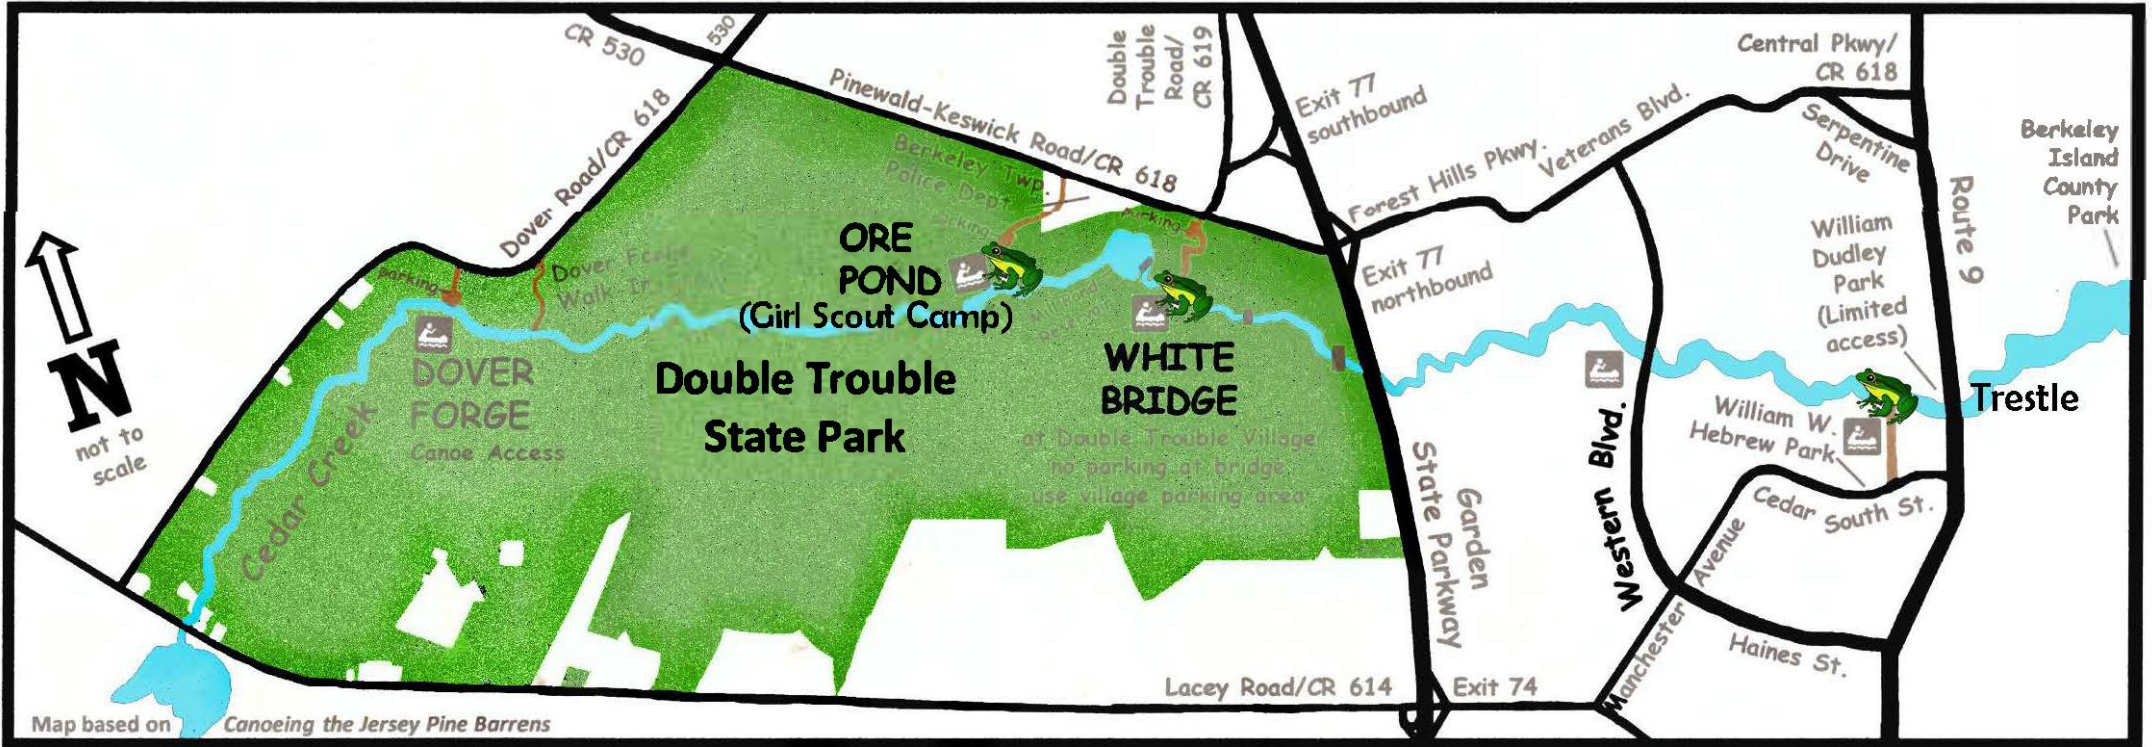 CR 530
530
Dover Road/CR 618
Pinewald-Keswick Road/CR 618
Double
Trouble
Road/
CR 619
Exit 77
southbound
Forest Hills Pkwy.
Veterans Blvd.
Central Pkwy/
CR 618
Serpentine
Drive
Route 9
Berkeley
Island
County
Park
Berkeley Twp.
Police Dept.
parking
parking
parking
Dover Forge
Walk In
ORE
POND
(Girl Scout Camp)
Mill Pond
Reservoir
Exit 77
northbound
William
Dudley
Park
(Limited
access)
N
not to
scale
DOVER
FORGE
Canoe Access
Cedar Creek
Double Trouble
State Park
WHITE
BRIDGE
at Double Trouble Village
no parking at bridge,
use village parking area
Trestle
William W.
Hebrew Park
Western Blvd.
Garden
State Parkway
Cedar South St.
Manchester Avenue
Haines St.
Lacey Road/CR 614
Exit 74
Map based on Canoeing the Jersey Pine Barrens